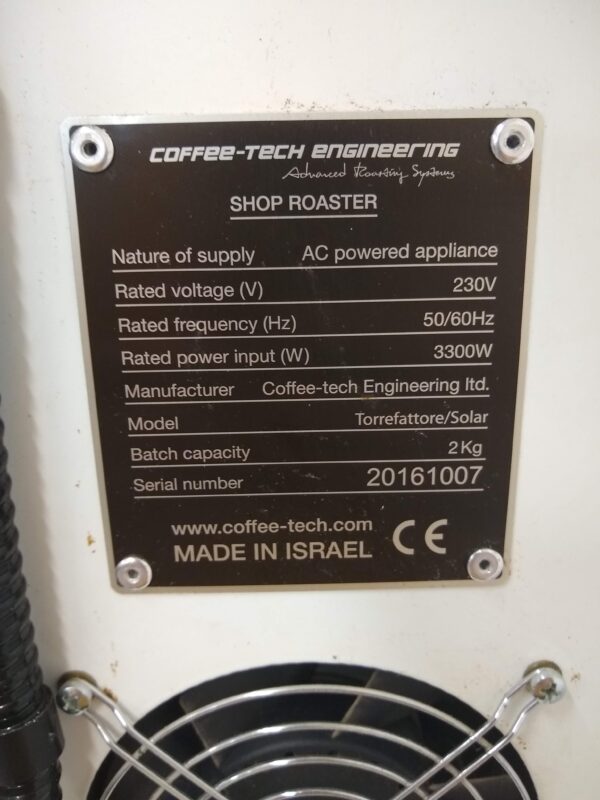 COFFEE-TECH ENGINEERING
Advanced Roasting Systems
SHOP ROASTER
Nature of supply AC powered appliance
Rated voltage (V) 230V
Rated frequency (Hz) 50/60Hz
Rated power input (W) 3300W
Manufacturer Coffee-tech Engineering ltd.
Model Torrefattore/Solar
Batch capacity 2Kg
Serial number 20161007
www.coffee-tech.com
MADE IN ISRAEL CE